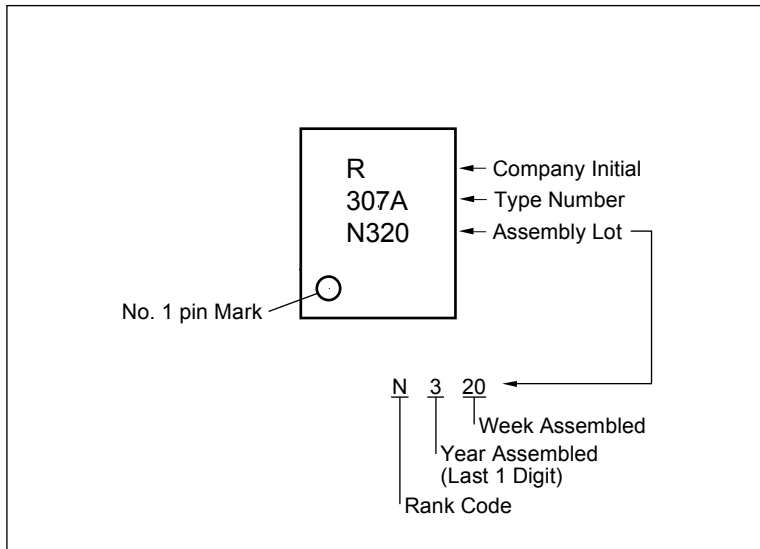 R
307A
N320
Company Initial
Type Number
Assembly Lot
No. 1 pin Mark
N 3 20
Week Assembled
Year Assembled
(Last 1 Digit)
Rank Code